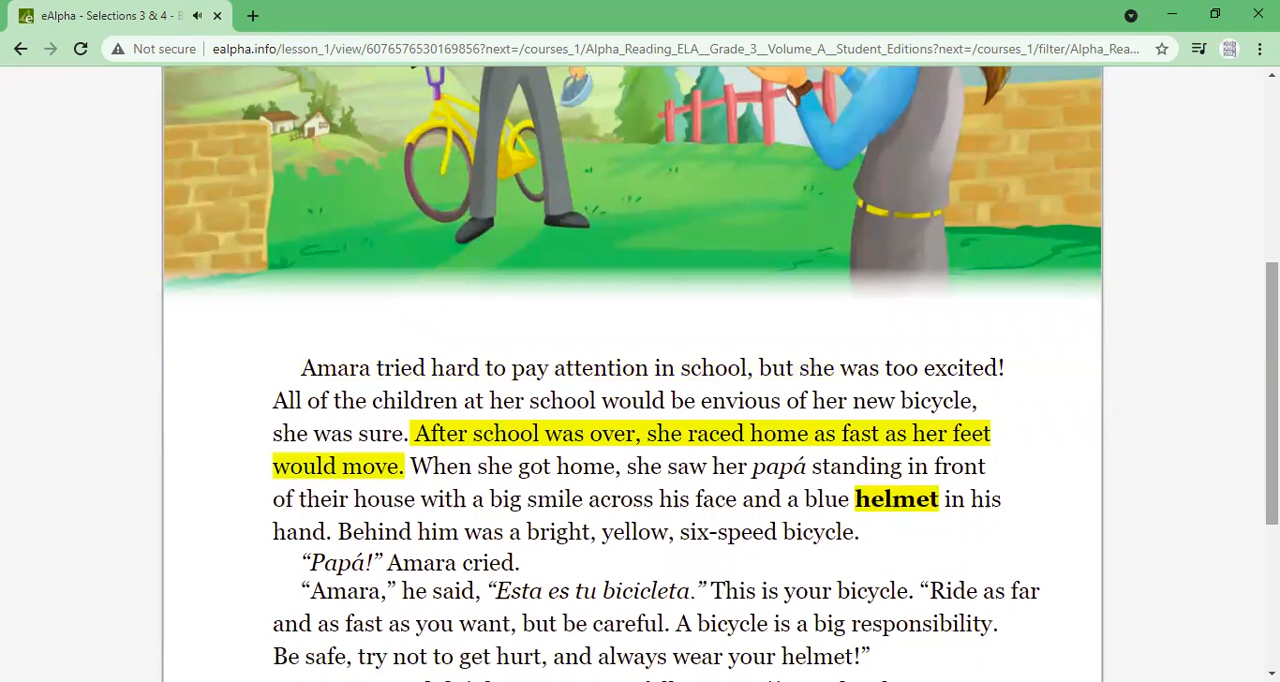 eAlpha - Selections 3 & 4 -
Not secure
ealpha.info/lesson_1/view/6076576530169856?next=/courses_1/Alpha_Reading_ELA__Grade_3__Volume_A__Student_Editions?next=/courses_1/filter/Alpha_Rea...
Amara tried hard to pay attention in school, but she was too excited!
All of the children at her school would be envious of her new bicycle,
she was sure. After school was over, she raced home as fast as her feet
would move. When she got home, she saw her papá standing in front
of their house with a big smile across his face and a blue helmet in his
hand. Behind him was a bright, yellow, six-speed bicycle.
“Papá!” Amara cried.
“Amara,” he said, “Esta es tu bicicleta.” This is your bicycle. “Ride as far
and as fast as you want, but be careful. A bicycle is a big responsibility.
Be safe, try not to get hurt, and always wear your helmet!”